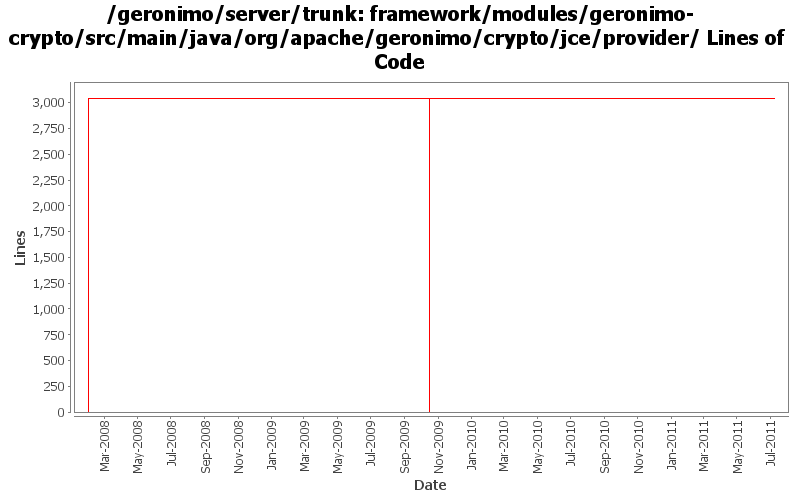 /geronimo/server/trunk: framework/modules/geronimo-
crypto/src/main/java/org/apache/geronimo/crypto/jce/provider/ Lines of
Code
3,000
2,750
2,500
2,250
2,000
1,750
1,500
1,250
1,000
750
500
250
0
Lines
Mar-2008
May-2008
Jul-2008
Sep-2008
Nov-2008
Jan-2009
Mar-2009
May-2009
Jul-2009
Sep-2009
Nov-2009
Jan-2010
Mar-2010
May-2010
Jul-2010
Sep-2010
Nov-2010
Jan-2011
Mar-2011
May-2011
Jul-2011
Date